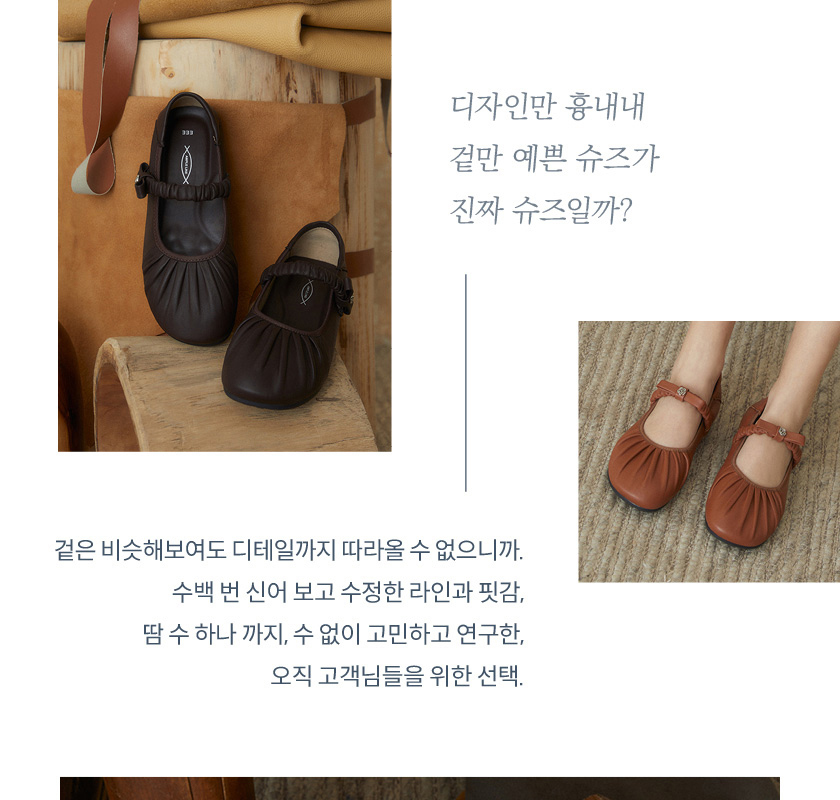 디자인만 흉내내
겉만 예쁜 슈즈가
진짜 슈즈일까?
겉은 비슷해보여도 디테일까지 따라올 수 없으니까.
수백 번 신어 보고 수정한 라인과 핏감,
땀 수 하나 까지, 수 없이 고민하고 연구한,
오직 고객님들을 위한 선택.